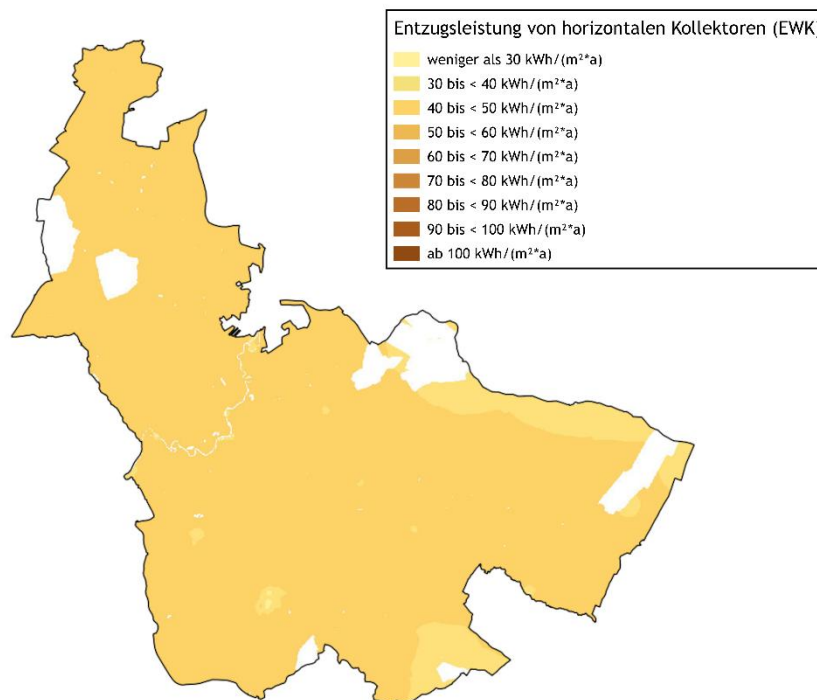 Entzugsleistung von horizontalen Kollektoren (EWK)
weniger als 30 kWh/(m²*a)
30 bis < 40 kWh/(m²*a)
40 bis < 50 kWh/(m²*a)
50 bis < 60 kWh/(m²*a)
60 bis < 70 kWh/(m²*a)
70 bis < 80 kWh/(m²*a)
80 bis < 90 kWh/(m²*a)
90 bis < 100 kWh/(m²*a)
ab 100 kWh/(m²*a)